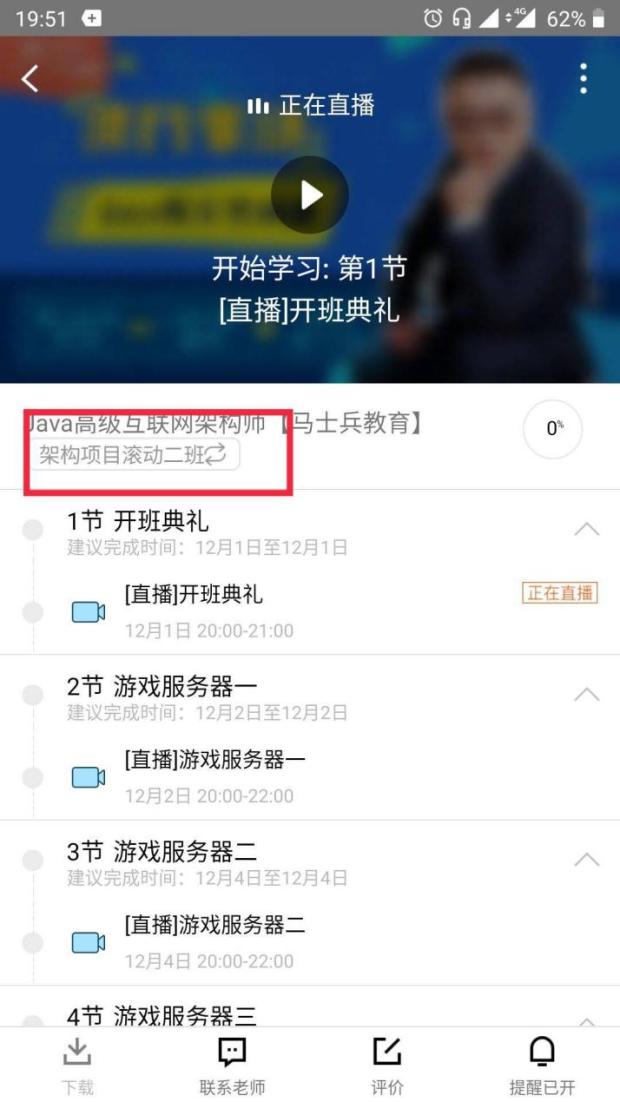 19:51 4G 62%
正在直播
开始学习: 第1节
[直播]开班典礼
Java高级互联网架构师【马士兵教育】
0%
架构项目滚动二班
1节 开班典礼
建议完成时间：12月1日至12月1日
[直播]开班典礼
正在直播
12月1日 20:00-21:00
2节 游戏服务器一
建议完成时间：12月2日至12月2日
[直播]游戏服务器一
12月2日 20:00-22:00
3节 游戏服务器二
建议完成时间：12月4日至12月4日
[直播]游戏服务器二
12月4日 20:00-22:00
4节 游戏服务器三
下载 联系老师 评价 提醒已开